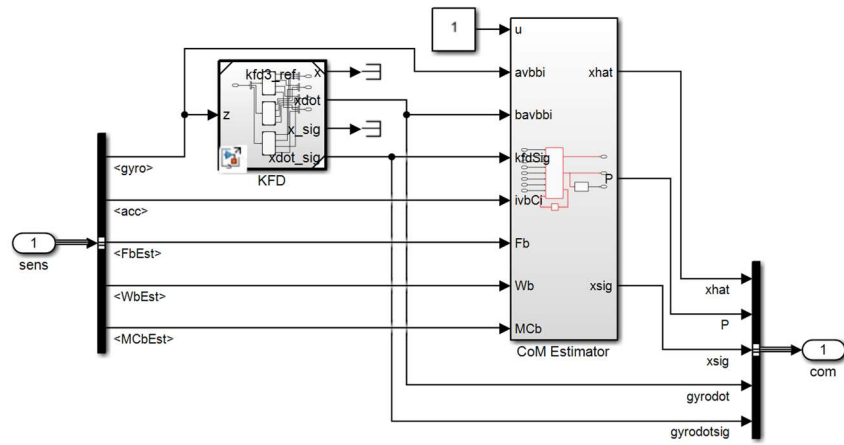 1
u
avbbi
bavbbi
kfdSig
ivbCi
Fb
Wb
MCb
xhat
P
xsig
CoM Estimator
kfd3_ref
z
x
xdot
x_sig
xdot_sig
KFD
<gyro>
<acc>
<FbEst>
<WbEst>
<MCbEst>
1
sens
xhat
P
xsig
gyrodot
gyrodotsig
1
com